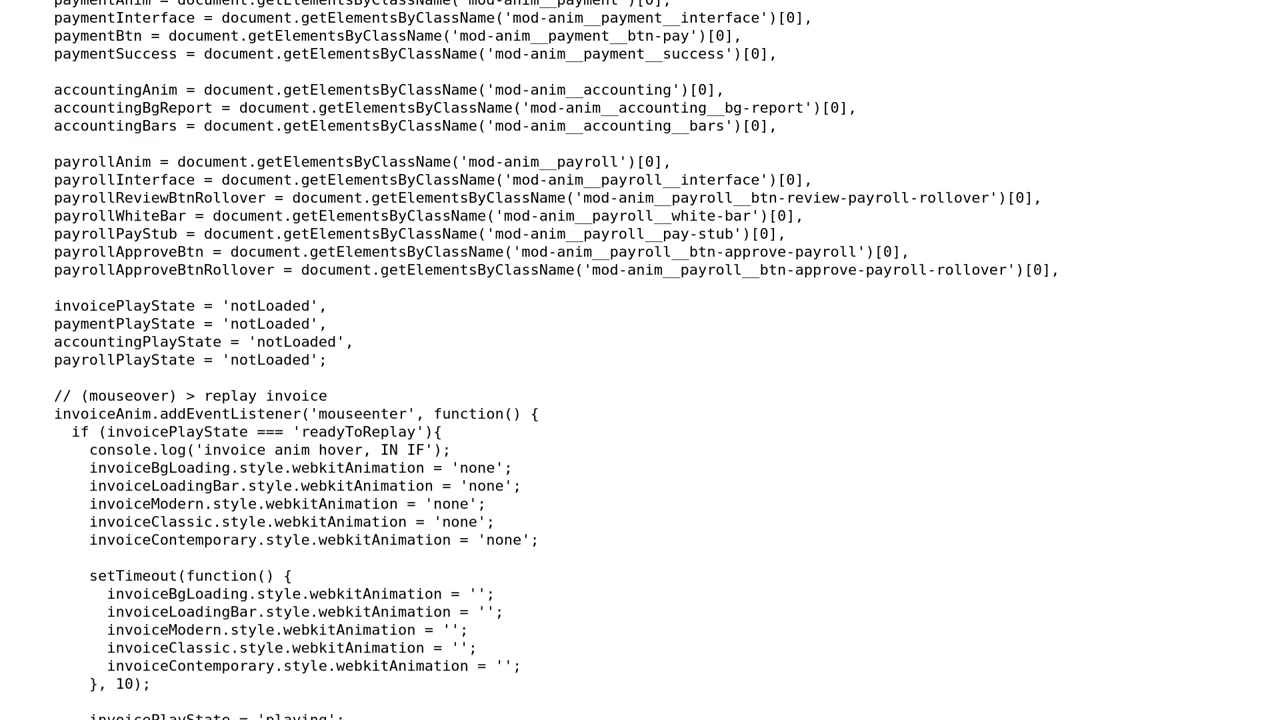 paymentAnim = document.getElementsByClassName('mod-anim__payment')[0],
paymentInterface = document.getElementsByClassName('mod-anim__payment__interface')[0],
paymentBtn = document.getElementsByClassName('mod-anim__payment__btn-pay')[0],
paymentSuccess = document.getElementsByClassName('mod-anim__payment__success')[0],
accountingAnim = document.getElementsByClassName('mod-anim__accounting')[0],
accountingBgReport = document.getElementsByClassName('mod-anim__accounting__bg-report')[0],
accountingBars = document.getElementsByClassName('mod-anim__accounting__bars')[0],
payrollAnim = document.getElementsByClassName('mod-anim__payroll')[0],
payrollInterface = document.getElementsByClassName('mod-anim__payroll__interface')[0],
payrollReviewBtnRollover = document.getElementsByClassName('mod-anim__payroll__btn-review-payroll-rollover')[0],
payrollWhiteBar = document.getElementsByClassName('mod-anim__payroll__white-bar')[0],
payrollPayStub = document.getElementsByClassName('mod-anim__payroll__pay-stub')[0],
payrollApproveBtn = document.getElementsByClassName('mod-anim__payroll__btn-approve-payroll')[0],
payrollApproveBtnRollover = document.getElementsByClassName('mod-anim__payroll__btn-approve-payroll-rollover')[0],
invoicePlayState = 'notLoaded',
paymentPlayState = 'notLoaded',
accountingPlayState = 'notLoaded',
payrollPlayState = 'notLoaded';
// (mouseover) > replay invoice
invoiceAnim.addEventListener('mouseenter', function() {
if (invoicePlayState === 'readyToReplay'){
console.log('invoice anim hover, IN IF');
invoiceBgLoading.style.webkitAnimation = 'none';
invoiceLoadingBar.style.webkitAnimation = 'none';
invoiceModern.style.webkitAnimation = 'none';
invoiceClassic.style.webkitAnimation = 'none';
invoiceContemporary.style.webkitAnimation = 'none';
setTimeout(function() {
invoiceBgLoading.style.webkitAnimation = '';
invoiceLoadingBar.style.webkitAnimation = '';
invoiceModern.style.webkitAnimation = '';
invoiceClassic.style.webkitAnimation = '';
invoiceContemporary.style.webkitAnimation = '';
}, 10);
invoicePlayState = 'playing';